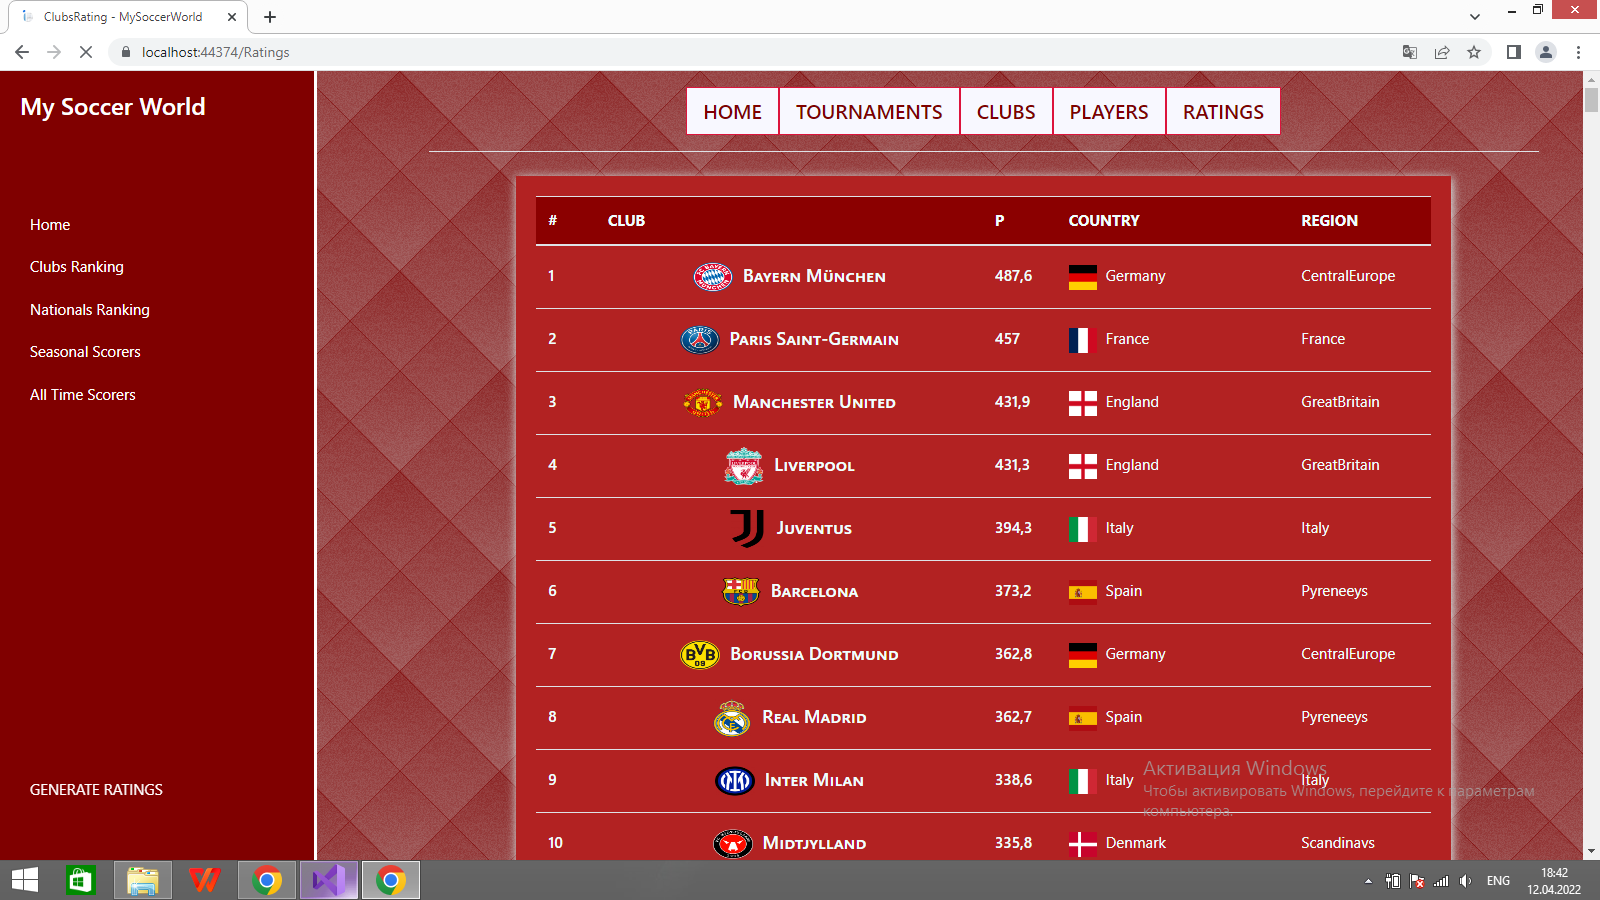 ClubsRating - MySoccerWorld
localhost:44374/Ratings
My Soccer World
HOME TOURNAMENTS CLUBS PLAYERS RATINGS
Home
Clubs Ranking
Nationals Ranking
Seasonal Scorers
All Time Scorers
GENERATE RATINGS
# CLUB P COUNTRY REGION
1 Bayern München 487,6 Germany CentralEurope
2 Paris Saint-Germain 457 France France
3 Manchester United 431,9 England GreatBritain
4 Liverpool 431,3 England GreatBritain
5 Juventus 394,3 Italy Italy
6 Barcelona 373,2 Spain Pyreneeys
7 BVB 09 Borussia Dortmund 362,8 Germany CentralEurope
8 Real Madrid 362,7 Spain Pyreneeys
9 Inter Milan 338,6 Italy Italy
10 Midtjylland 335,8 Denmark Scandinavs
Активация Windows
Чтобы активировать Windows, перейдите к параметрам
компьютера.
ENG
18:42
12.04.2022